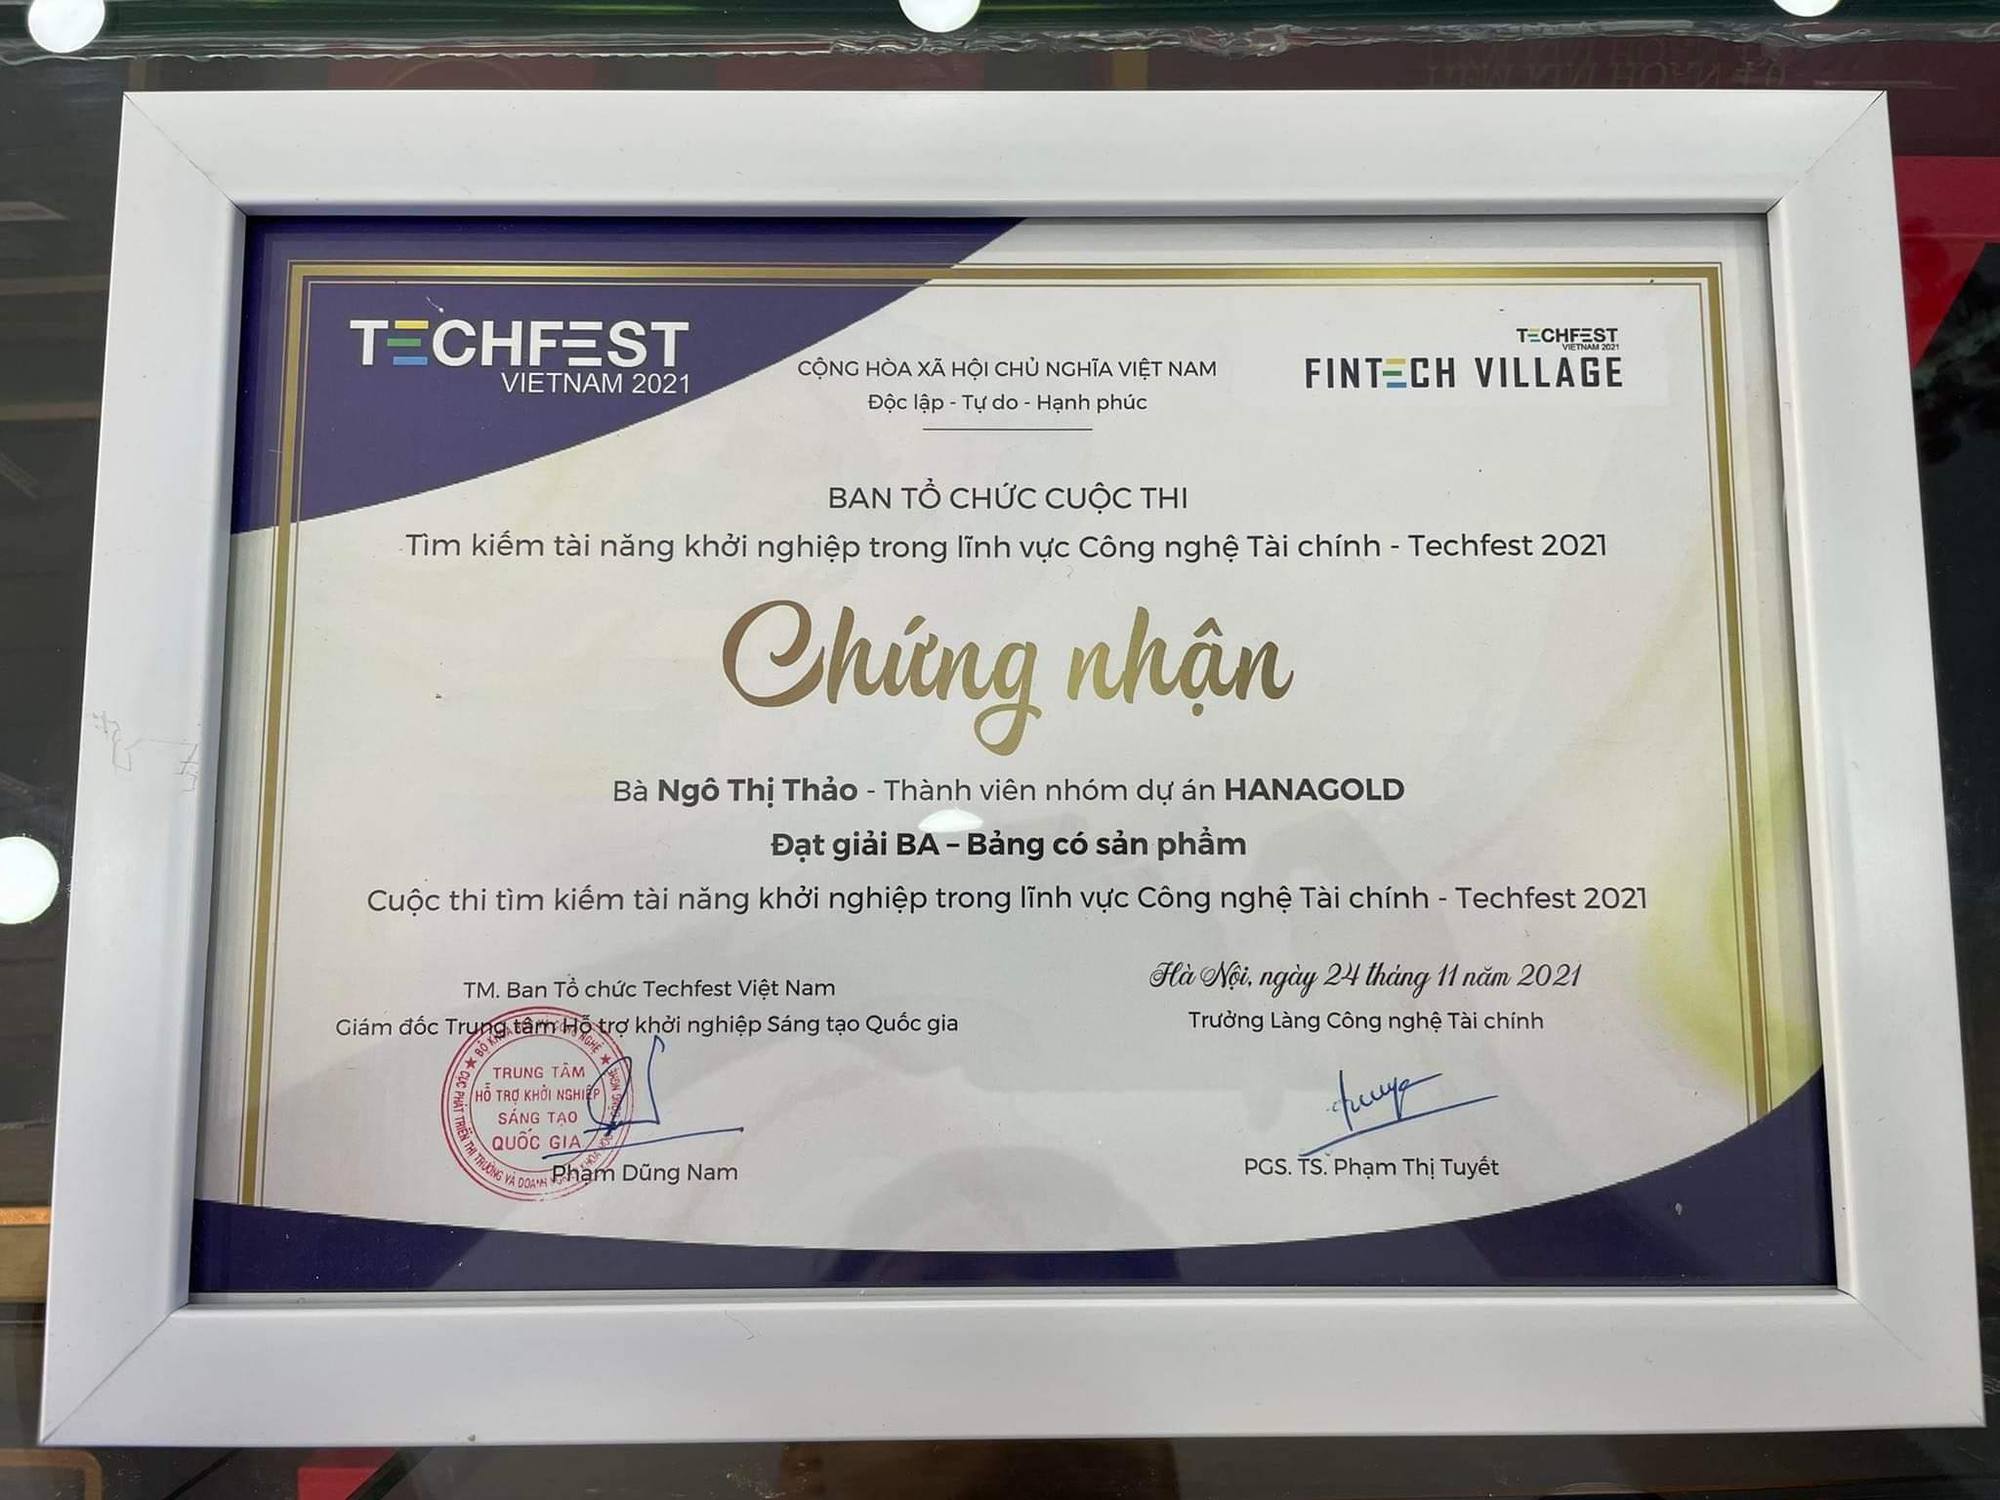 TECHFEST
VIETNAM 2021
CỘNG HÒA XÃ HỘI CHỦ NGHĨA VIỆT NAM
Độc lập - Tự do - Hạnh phúc
TECHFEST
VIETNAM 2021
FINTECH VILLAGE
BAN TỔ CHỨC CUỘC THI
Tìm kiếm tài năng khởi nghiệp trong lĩnh vực Công nghệ Tài chính - Techfest 2021
Chứng nhận
Bà Ngô Thị Thảo - Thành viên nhóm dự án HANAGOLD
Đạt giải BA – Bảng có sản phẩm
Cuộc thi tìm kiếm tài năng khởi nghiệp trong lĩnh vực Công nghệ Tài chính - Techfest 2021
TM. Ban Tổ chức Techfest Việt Nam
Giám đốc Trung tâm Hỗ trợ khởi nghiệp Sáng tạo Quốc gia
TRUNG TÂM
HỖ TRỢ KHỞI NGHIỆP
SÁNG TẠO
QUỐC GIA
Phạm Dũng Nam
Hà Nội, ngày 24 tháng 11 năm 2021
Trưởng Làng Công nghệ Tài chính
PGS. TS. Phạm Thị Tuyết